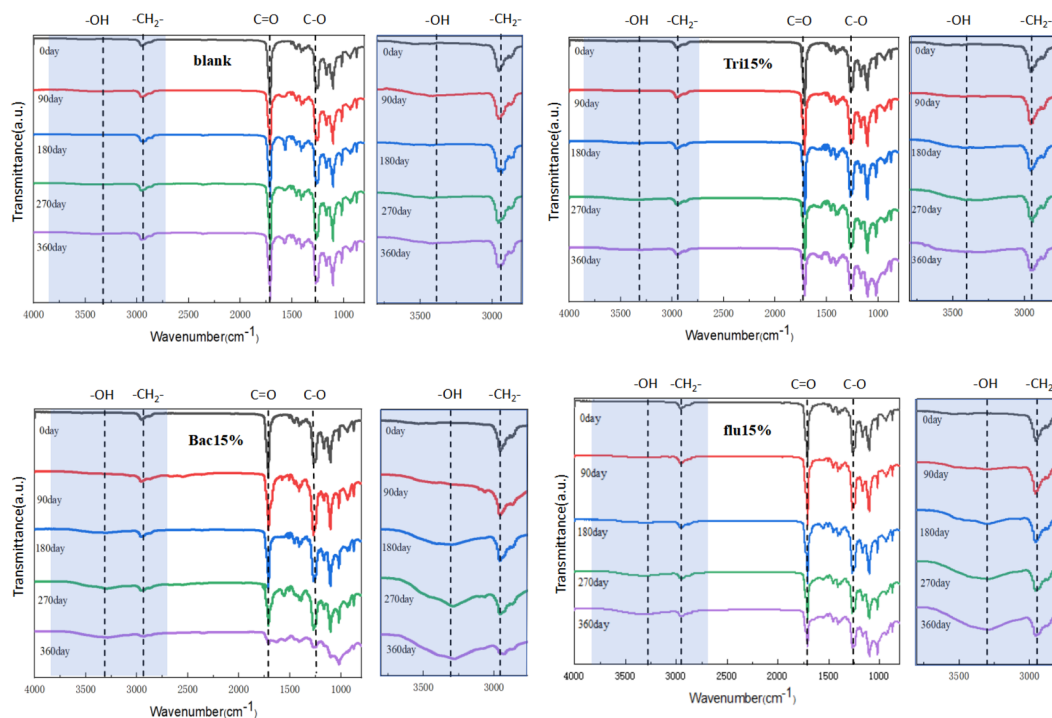 -OH -CH₂- C=O C-O -OH -CH₂-
0day blank 0day
90day 90day
180day 180day
270day 270day
360day 360day
Transmittance(a.u.)
4000 3500 3000 2500 2000 1500 1000 3500 3000
Wavenumber(cm⁻¹)
-OH -CH₂- C=O C-O -OH -CH₂-
0day Tri15% 0day
90day 90day
180day 180day
270day 270day
360day 360day
Transmittance(a.u.)
4000 3500 3000 2500 2000 1500 1000 3500 3000
Wavenumber(cm⁻¹)
-OH -CH₂- C=O C-O -OH -CH₂-
0day Bac15% 0day
90day 90day
180day 180day
270day 270day
360day 360day
Transmittance(a.u.)
4000 3500 3000 2500 2000 1500 1000 3500 3000
Wavenumber(cm⁻¹)
-OH -CH₂- C=O C-O -OH -CH₂-
0day flu15% 0day
90day 90day
180day 180day
270day 270day
360day 360day
Transmittance(a.u.)
4000 3500 3000 2500 2000 1500 1000 3500 3000
Wavenumber(cm⁻¹)